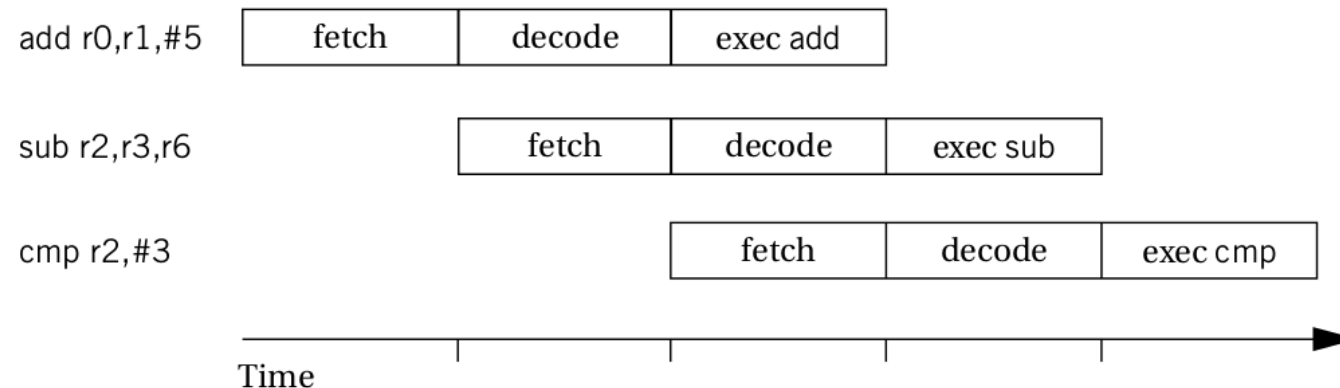 add r0,r1,#5 fetch decode exec add
sub r2,r3,r6 fetch decode exec sub
cmp r2,#3 fetch decode exec cmp
Time